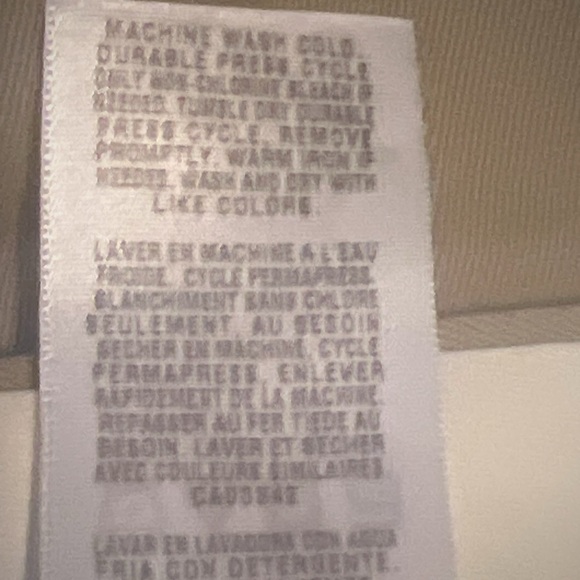 MACHINE WASH COLD.
DURABLE PRESS CYCLE
ONLY NON-CHLORINE BLEACH IF
NEEDED. TUMBLE DRY DURABLE
PRESS CYCLE. REMOVE
PROMPTLY. WARM IRON IF
NEEDED. WASH AND DRY WITH
LIKE COLORS.
LAVER EN MACHINE A L'EAU
FROIDE. CYCLE PERMAPRESS.
BLANCHIMENT SANS CHLORE
SEULEMENT, AU BESOIN
SECHER EN MACHINE, CYCLE
PERMAPRESS. ENLEVER
RAPIDEMENT DE LA MACHINE.
REPASSER AU FER TIEDE AU
BESOIN. LAVER ET SECHER
AVEC COULEURS SIMILAIRES.
LAVAR EN LAVADORA CON AGUA
FRIA CON DETERGENTE.